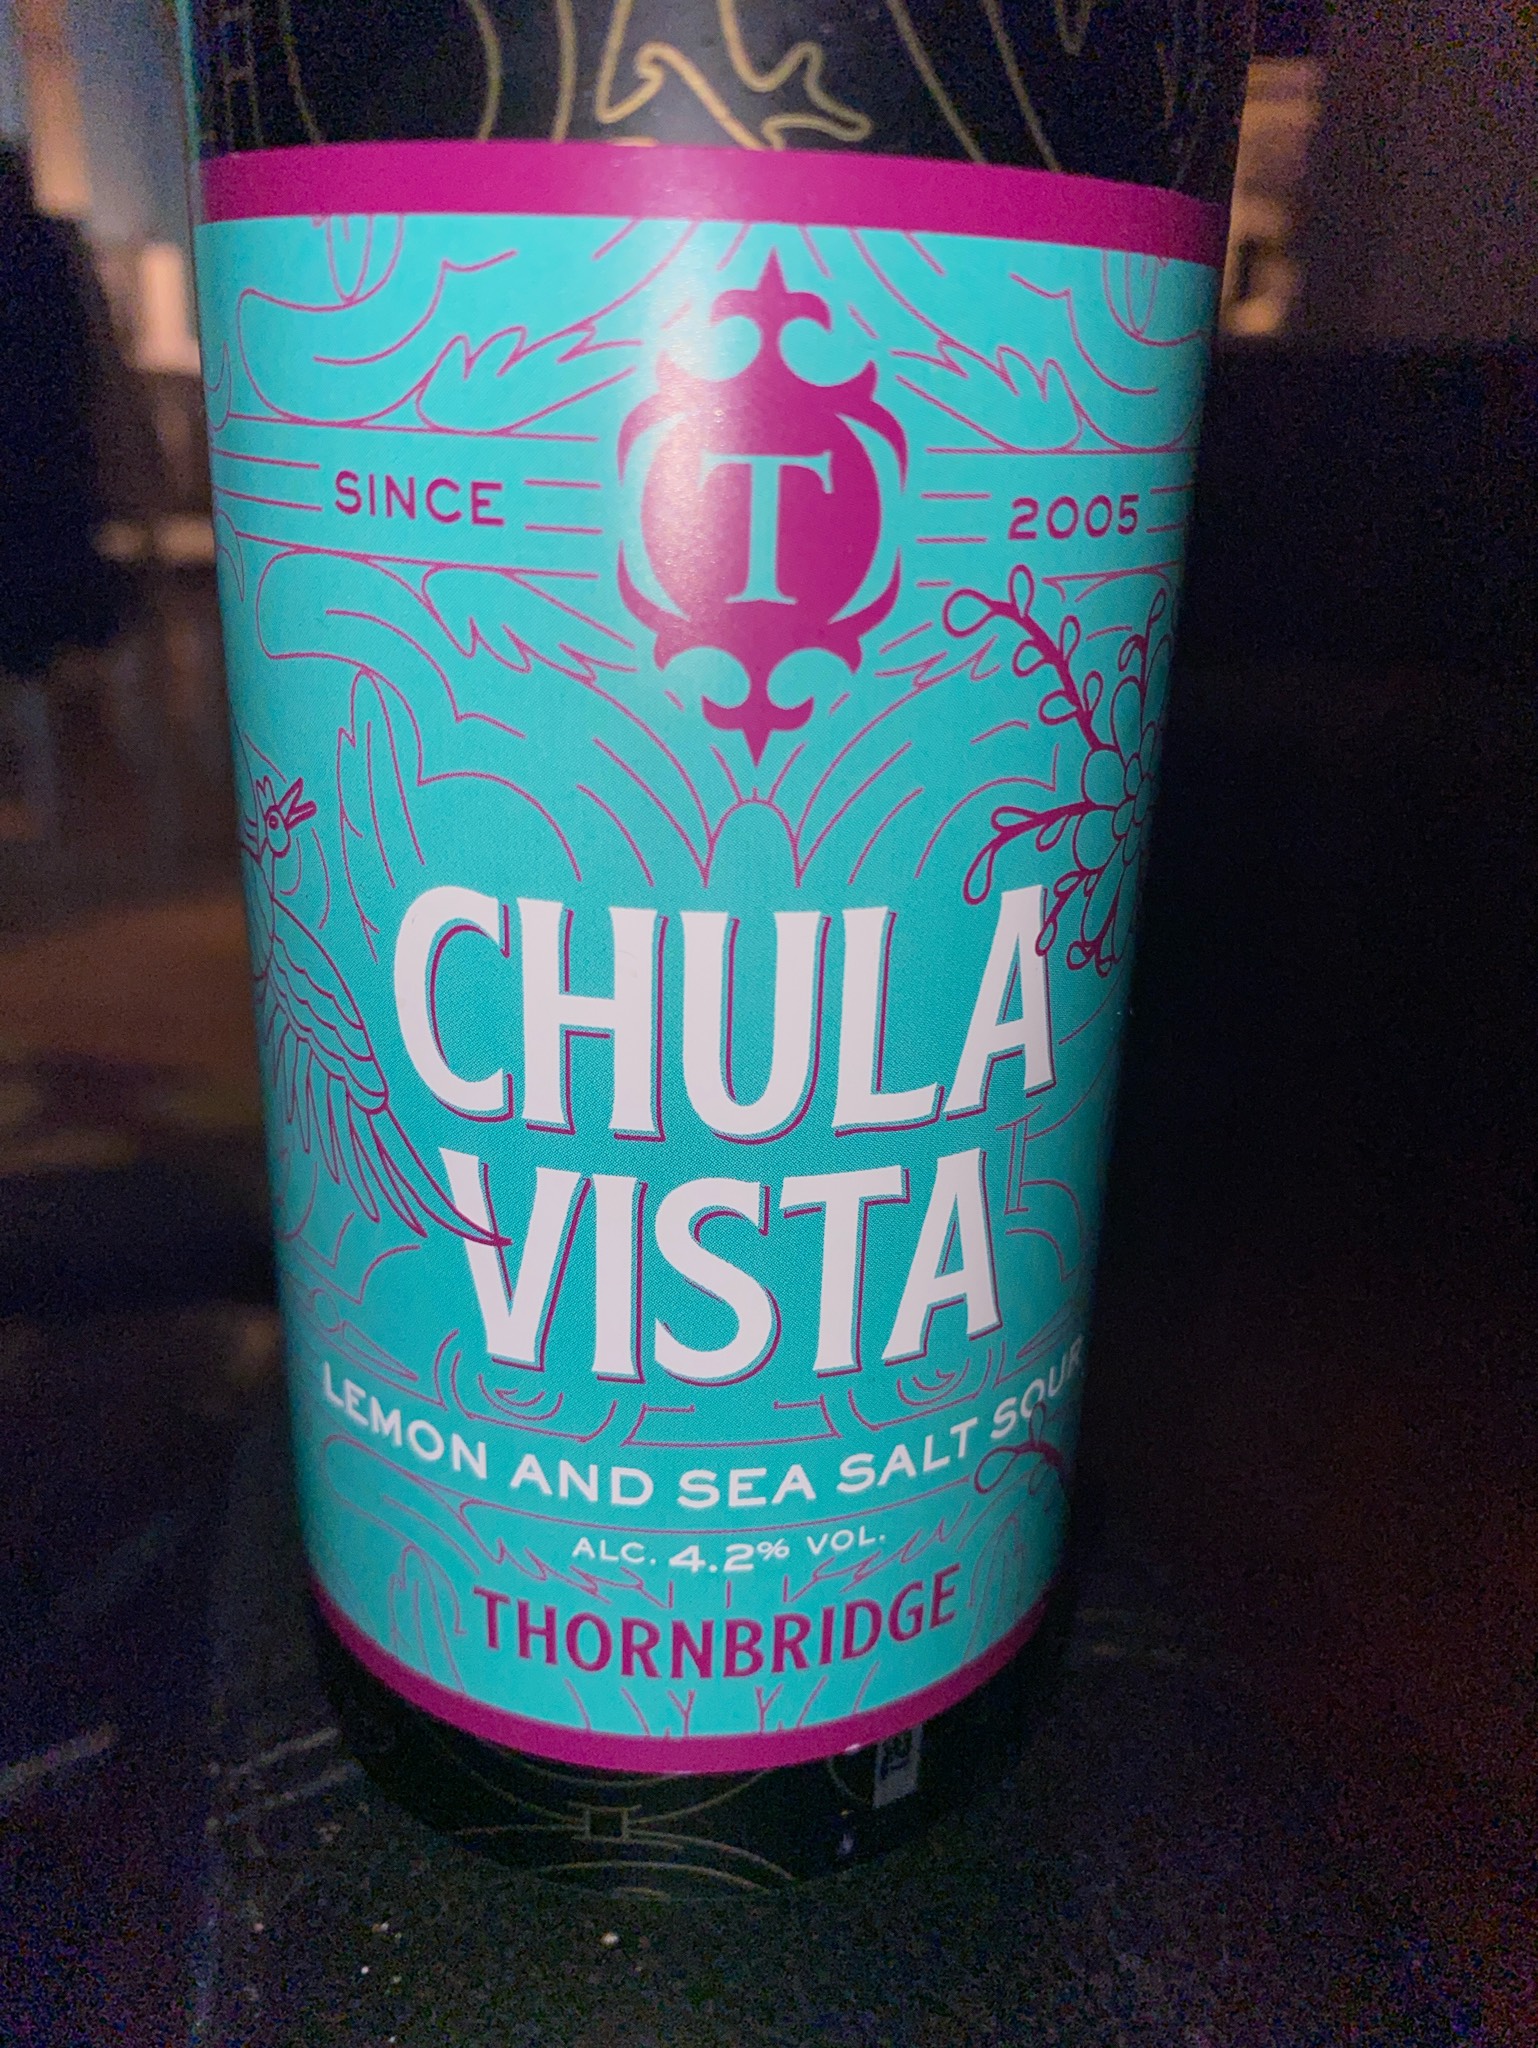 SINCE T 2005
CHULA
VISTA
LEMON AND SEA SALT SOUR
ALC. 4.2% VOL.
THORNBRIDGE